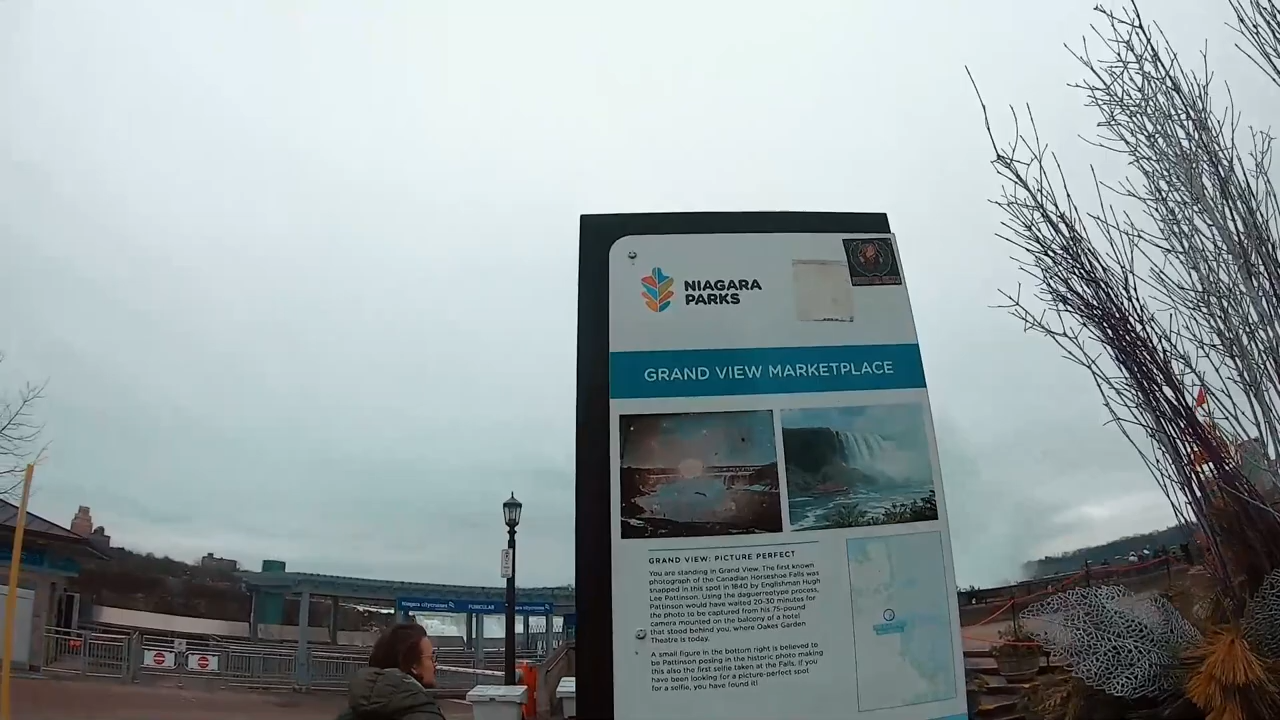 NIAGARA
PARKS
GRAND VIEW MARKETPLACE
GRAND VIEW: PICTURE PERFECT
You are standing in Grand View. The first known
photograph of the Canadian Horseshoe Falls was
snapped in this spot in 1840 by Englishman Hugh
Lee Pattinson. Using the daguerreotype process,
Pattinson would have waited 20-30 minutes for
the photo to be captured from his 75-pound
camera mounted on the balcony of a hotel
that stood behind you, where Oakes Garden
Theatre is today.
A small figure in the bottom right is believed to
be Pattinson posing in the historic photo making
this also the first selfie taken at the Falls. If you
have been looking for a picture-perfect spot
for a selfie, you have found it!
Niagara citycruises
FUNICULAR